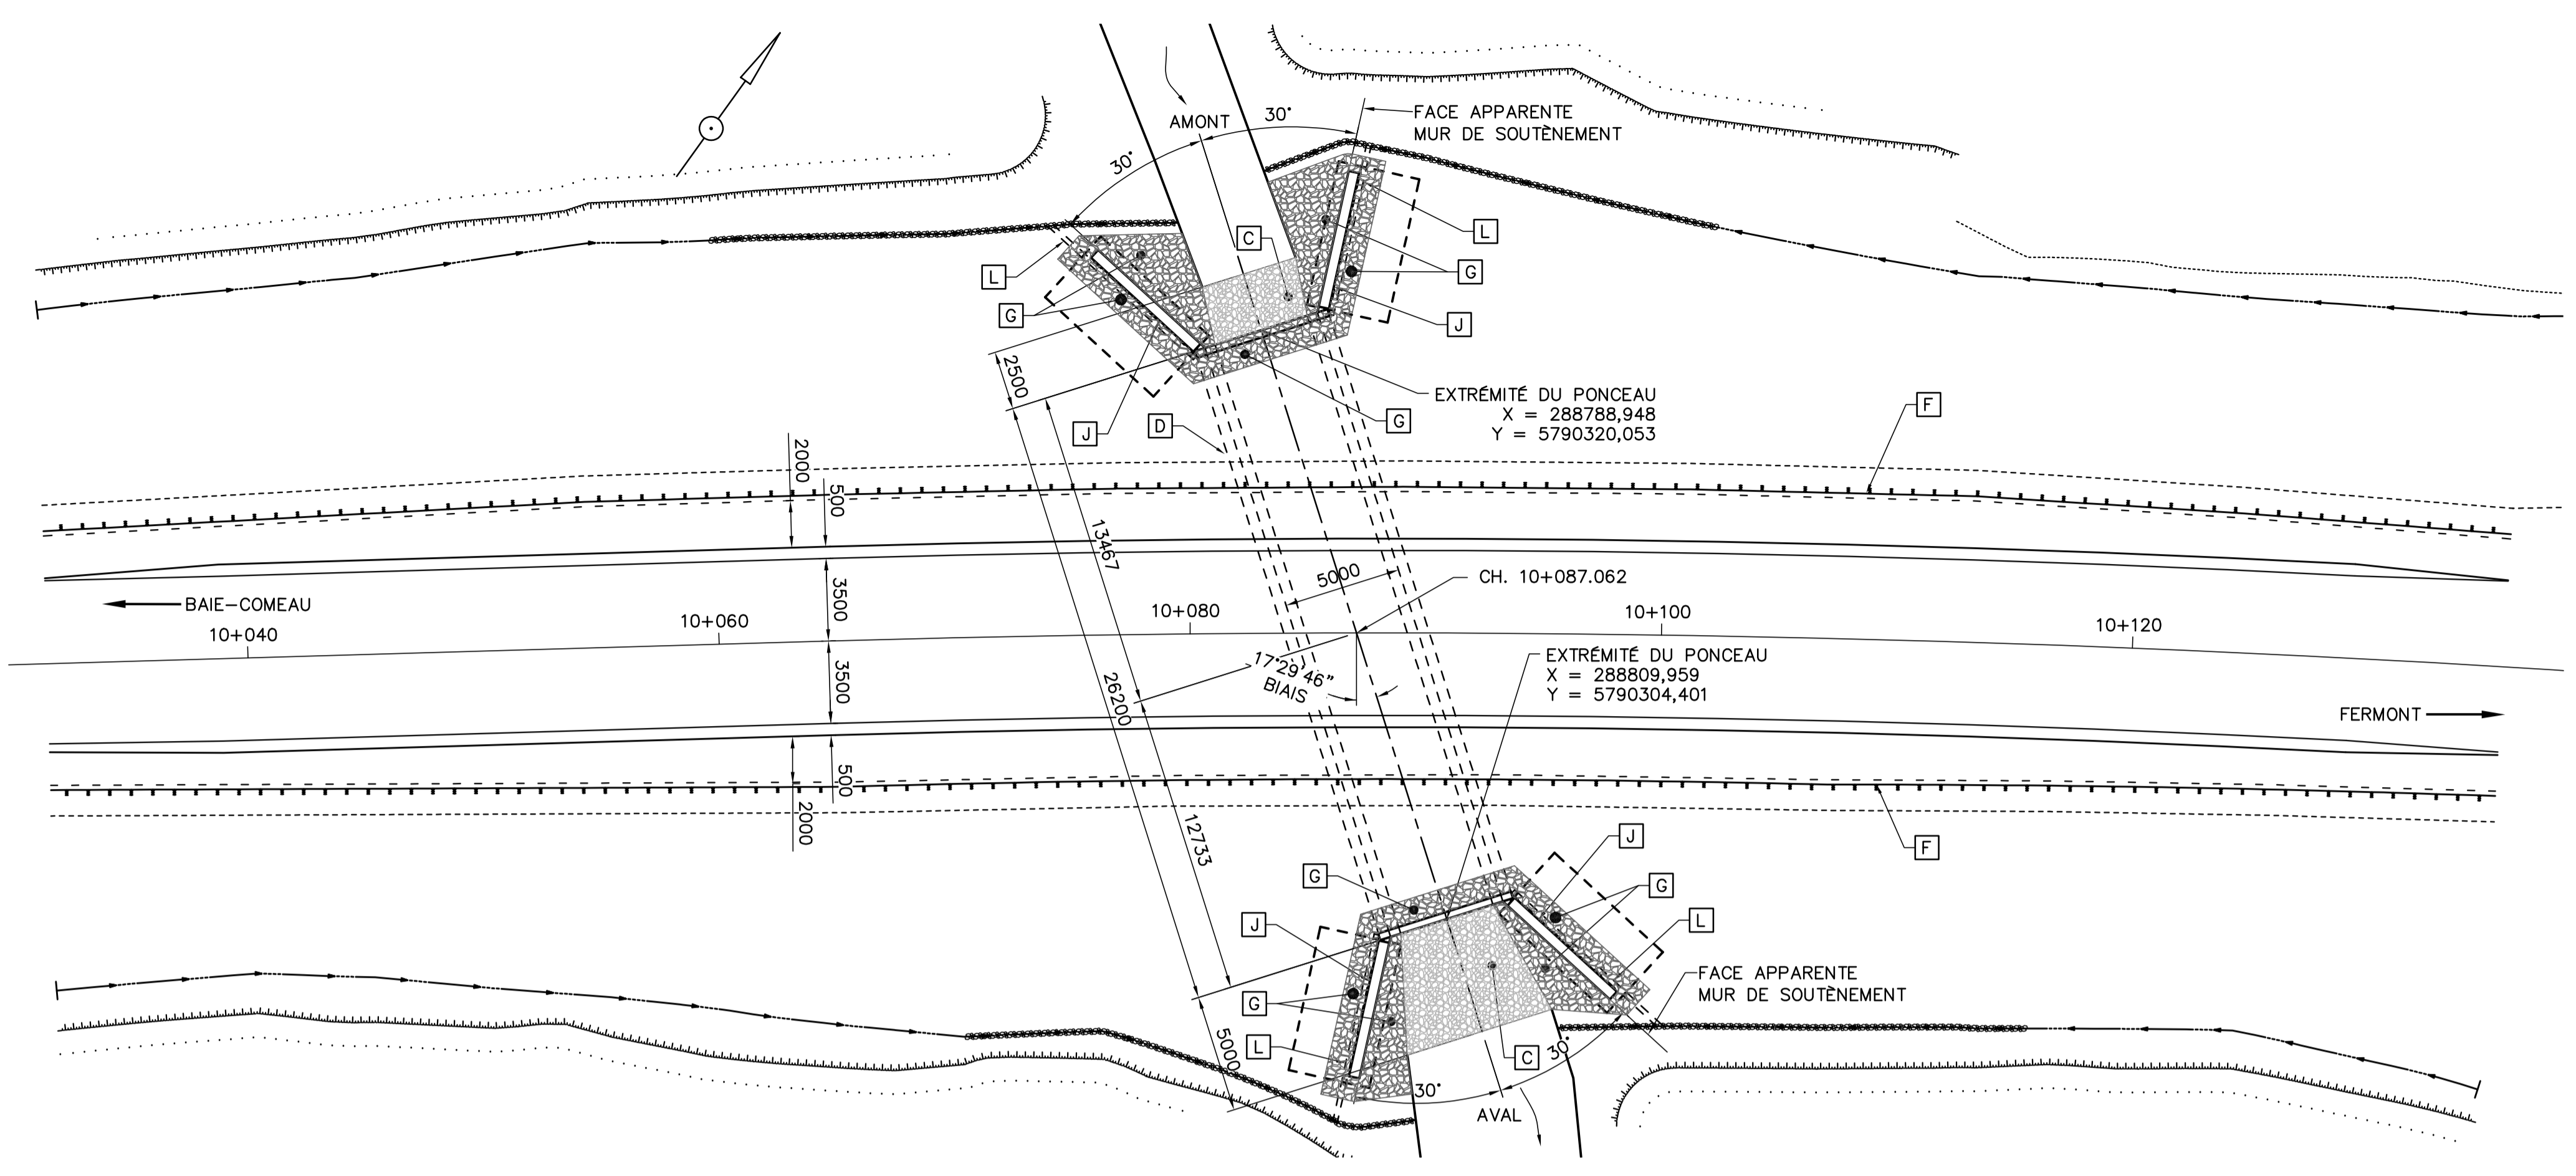 AMONT
30°
30°
FACE APPARENTE
MUR DE SOUTÈNEMENT
C
L
L
G
G
J
2500
EXTRÉMITÉ DU PONCEAU
X = 288788,948
Y = 5790320,053
G
J
D
F
2000
500
13467
3500
5000
CH. 10+087.062
BAIE-COMEAU
10+040
10+060
10+080
10+100
10+120
17°29'46"
BIAIS
EXTRÉMITÉ DU PONCEAU
X = 288809,959
Y = 5790304,401
3500
26200
FERMONT
500
2000
12733
F
J
G
G
J
L
FACE APPARENTE
MUR DE SOUTÈNEMENT
G
L
5000
C
30°
30°
AVAL